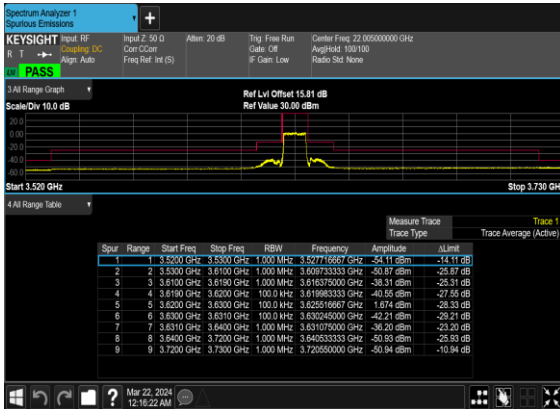 Spectrum Analyzer 1
Spurious Emissions
+
KEYSIGHT Input: RF Input Z: 50 Ω Atten: 20 dB Trig: Free Run Center Freq: 22.005000000 GHz
R T Coupling: DC Corr CCorr Gate: Off Avg|Hold: 100/100
Align: Auto Freq Ref: Int (S) IF Gain: Low Radio Std: None
PASS
3 All Range Graph
Ref Lvl Offset 15.81 dB
Scale/Div 10.0 dB Ref Value 30.00 dBm
20.0
0.00
-20.0
-40.0
-60.0
Start 3.520 GHz Stop 3.730 GH
4 All Range Table
Measure Trace Trace 1
Trace Type Trace Average (Active)
Spur Range Start Freq Stop Freq RBW Frequency Amplitude ΔLimit
1 1 3.5200 GHz 3.5300 GHz 1.000 MHz 3.527716667 GHz -54.11 dBm -14.11 dB
2 2 3.5300 GHz 3.6100 GHz 1.000 MHz 3.609733333 GHz -50.87 dBm -25.87 dB
3 3 3.6100 GHz 3.6190 GHz 1.000 MHz 3.616375000 GHz -38.31 dBm -25.31 dB
4 4 3.6190 GHz 3.6200 GHz 100.0 kHz 3.619983333 GHz -40.55 dBm -27.55 dB
5 5 3.6200 GHz 3.6300 GHz 100.0 kHz 3.625516667 GHz 1.674 dBm -28.33 dB
6 6 3.6300 GHz 3.6310 GHz 100.0 kHz 3.630245000 GHz -42.21 dBm -29.21 dB
7 7 3.6310 GHz 3.6400 GHz 1.000 MHz 3.631075000 GHz -36.20 dBm -23.20 dB
8 8 3.6400 GHz 3.7200 GHz 1.000 MHz 3.640533333 GHz -50.93 dBm -25.93 dB
9 9 3.7200 GHz 3.7300 GHz 1.000 MHz 3.720550000 GHz -50.94 dBm -10.94 dB
? Mar 22, 2024
12:16:22 AM